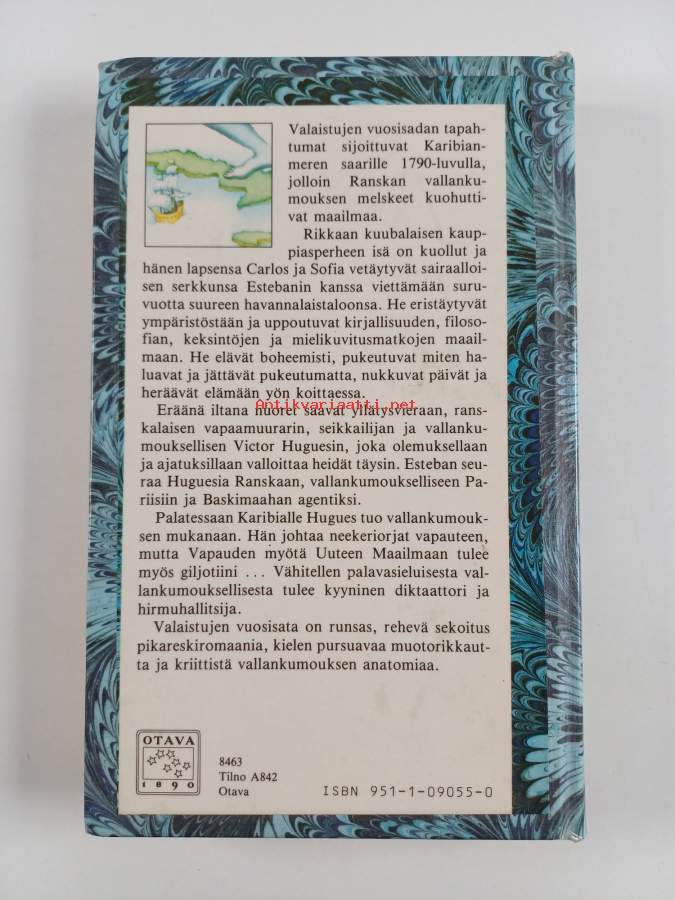 Valaistujen vuosisadan tapah-
tumat sijoittuvat Karibian-
meren saarille 1790-luvulla,
jolloin Ranskan vallanku-
mouksen melskeet kuohutti-
vat maailmaa.
Rikkaan kuubalaisen kaup-
piasperheen isä on kuollut ja
hänen lapsensa Carlos ja Sofia vetäytyvät sairaalloi-
sen serkkunsa Estebanin kanssa viettämään suru-
vuotta suureen havannalaistaloonsa. He eristäytyvät
ympäristöstään ja uppoutuvat kirjallisuuden, filoso-
fian, keksintöjen ja mielikuvitusmatkojen maail-
maan. He elävät boheemisti, pukeutuvat miten ha-
luavat ja jättävät pukeutumatta, nukkuvat päivät ja
heräävät elämään yön koittaessa.
Antikvariaatti.net
Eräänä iltana nuoret saavat yllätysvieraan, rans-
kalaisen vapaamuurarin, seikkailijan ja vallanku-
mouksellisen Victor Huguesin, joka olemuksellaan
ja ajatuksillaan valloittaa heidät täysin. Esteban seu-
raa Huguesia Ranskaan, vallankumoukselliseen Pa-
riisiin ja Baskimaahan agentiksi.
Palatessaan Karibialle Hugues tuo vallankumouk-
sen mukanaan. Hän johtaa neekeriorjat vapauteen,
mutta Vapauden myötä Uuteen Maailmaan tulee
myös giljotiini ... Vähitellen palavasieluisesta val-
lankumouksellisesta tulee kyyninen diktaattori ja
hirmuhallitsija.
Valaistujen vuosisata on runsas, rehevä sekoitus
pikareskiromaania, kielen pursuavaa muotorikkaut-
ta ja kriittistä vallankumouksen anatomiaa.
OTAVA
1890
8463
Tilno A842
Otava
ISBN 951-1-09055-0